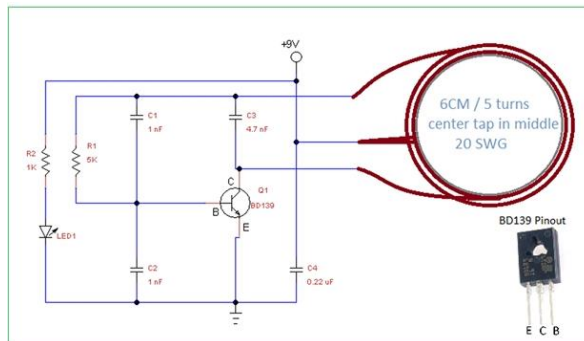 +9V
6CM / 5 turns
center tap in middle
20 SWG
C1
1 nF
C3
4.7 nF
R2
1K
R1
5K
C
Q1
BD139
B
E
LED1
C2
1 nF
C4
0.22 uF
BD139 Pinout
E C B